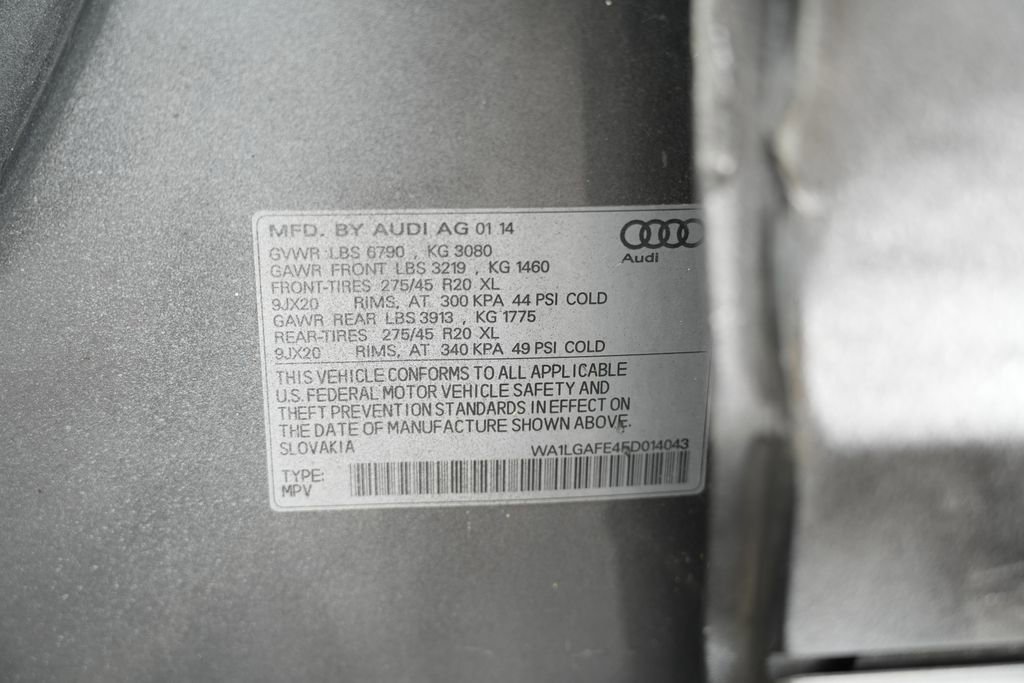 MFD. BY AUDI AG 01 14
Audi
GVWR LBS 6790 , KG 3080
GAWR FRONT LBS 3219 , KG 1460
FRONT-TIRES 275/45 R20 XL
9JX20 RIMS, AT 300 KPA 44 PSI COLD
GAWR REAR LBS 3913 , KG 1775
REAR-TIRES 275/45 R20 XL
9JX20 RIMS, AT 340 KPA 49 PSI COLD
THIS VEHICLE CONFORMS TO ALL APPLICABLE
U.S. FEDERAL MOTOR VEHICLE SAFETY AND
THEFT PREVENTION STANDARDS IN EFFECT ON
THE DATE OF MANUFACTURE SHOWN ABOVE.
SLOVAKIA WA1LGAFE4FD014043
TYPE:
MPV